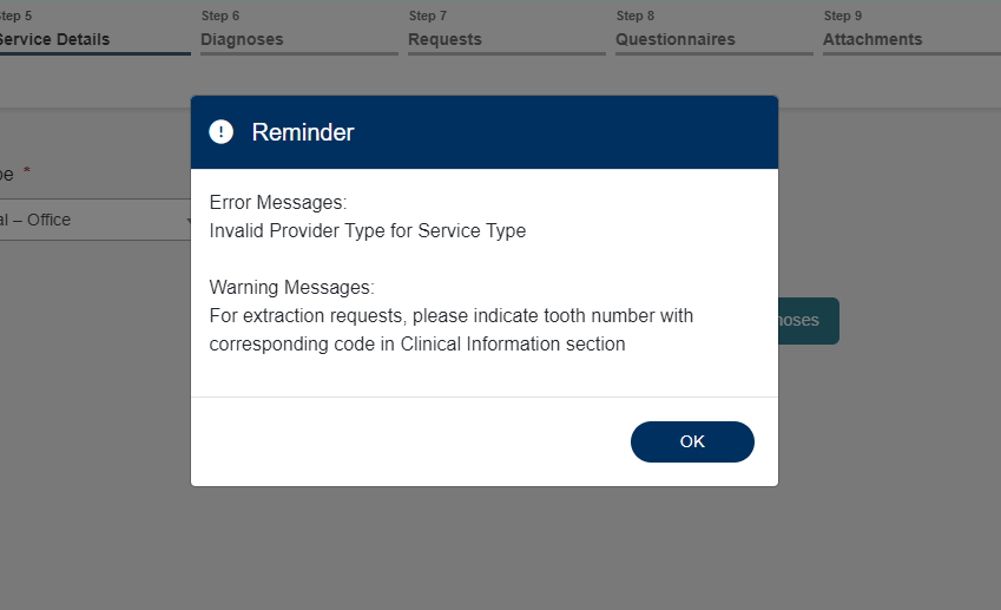 Step 6
Step 7
Step 8
Step 9
Service Details
Diagnoses
Requests
Questionnaires
Attachments
Reminder
*
– Office
Error Messages:
Invalid Provider Type for Service Type
Warning Messages:
For extraction requests, please indicate tooth number with
corresponding code in Clinical Information section
OK